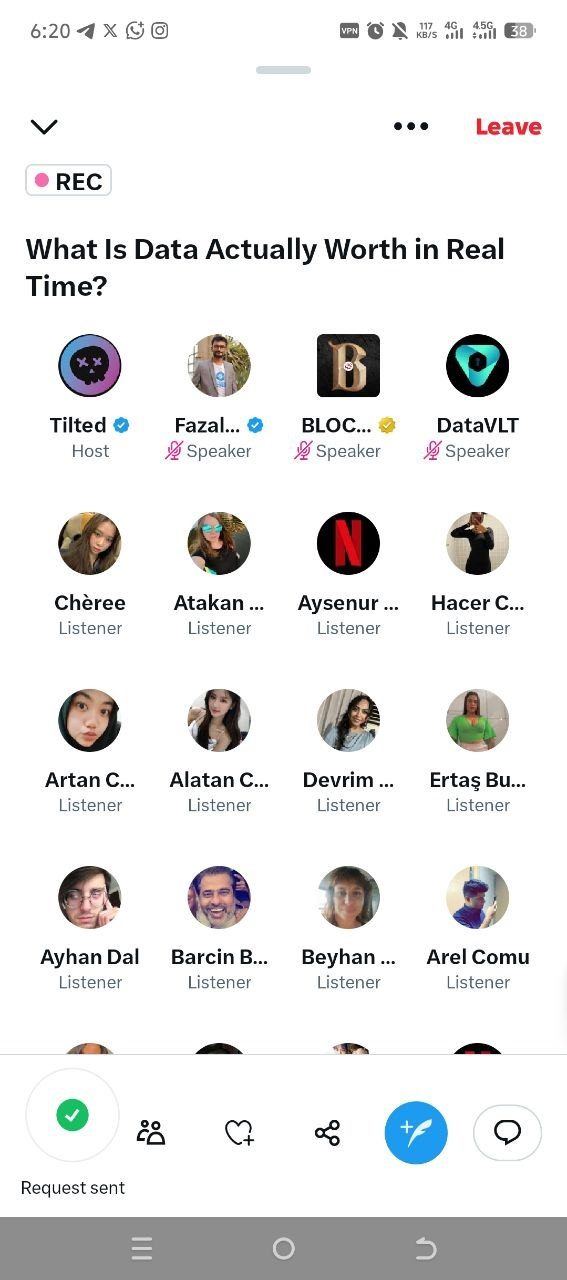 6:20
VPN 117 KB/S 4G 4.5G 38
Leave
REC
What Is Data Actually Worth in Real
Time?
Tilted Fazal... BLOC... DataVLT
Host Speaker Speaker Speaker
Chèree Atakan ... Aysenur ... Hacer C...
Listener Listener Listener Listener
Artan C... Alatan C... Devrim ... Ertaş Bu...
Listener Listener Listener Listener
Ayhan Dal Barcin B... Beyhan ... Arel Comu
Listener Listener Listener Listener
Request sent